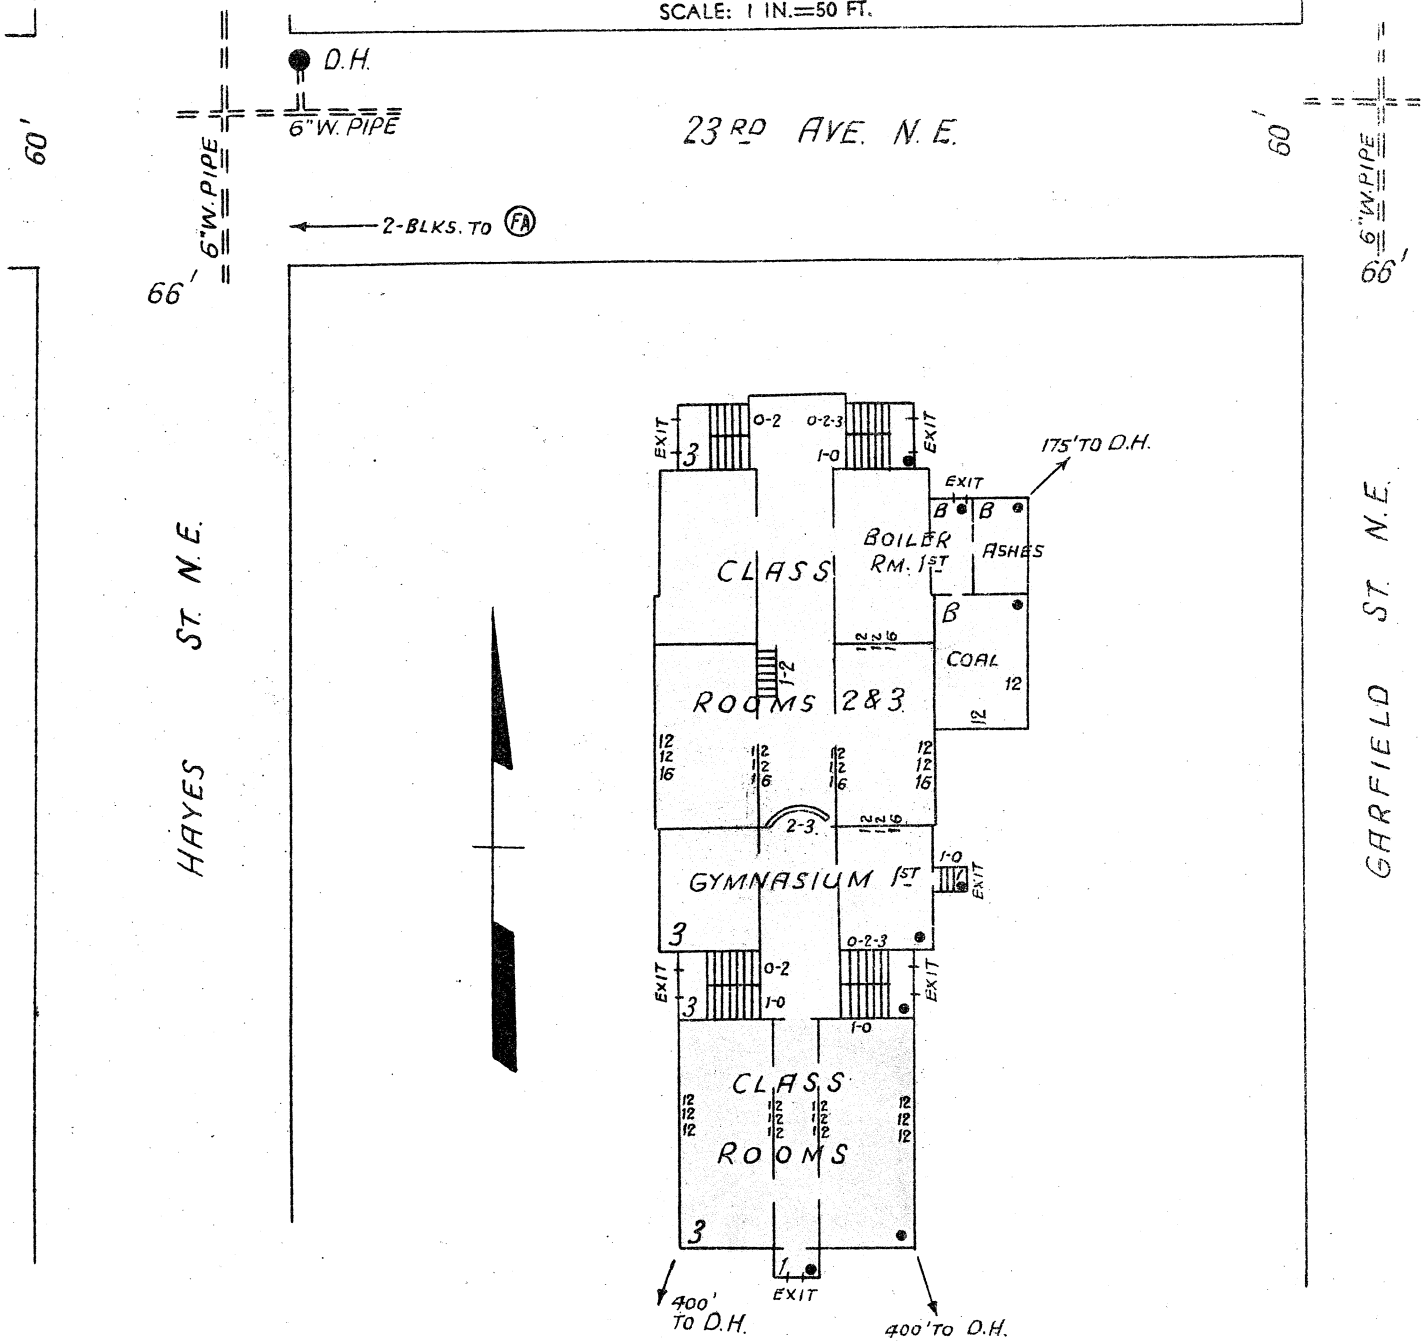 SCALE: 1 IN.=50 FT.
D.H.
60'
6"W. PIPE
23RD AVE. N.E.
60'
6"W. PIPE
6"W. PIPE
2-BLKS. TO FA
66'
66'
EXIT
3
0-2
0-2-3
1-0
EXIT
175' TO D.H.
EXIT
B
B
BOILER
RM. 1ST
ASHES
CLASS
B
COAL
12
12
12
12
16
1-2
ROOMS 2&3
12
12
16
12
12
16
12
12
16
12
12
16
2-3
12
12
16
GYMNASIUM 1ST
1-0
1
EXIT
3
0-2-3
EXIT
3
0-2
1-0
EXIT
1-0
CLASS
12
12
12
12
12
12
12
12
12
12
12
12
ROOMS
3
1
EXIT
400'
TO D.H.
400' TO D.H.
HAYES ST. N.E.
GARFIELD ST. N.E.